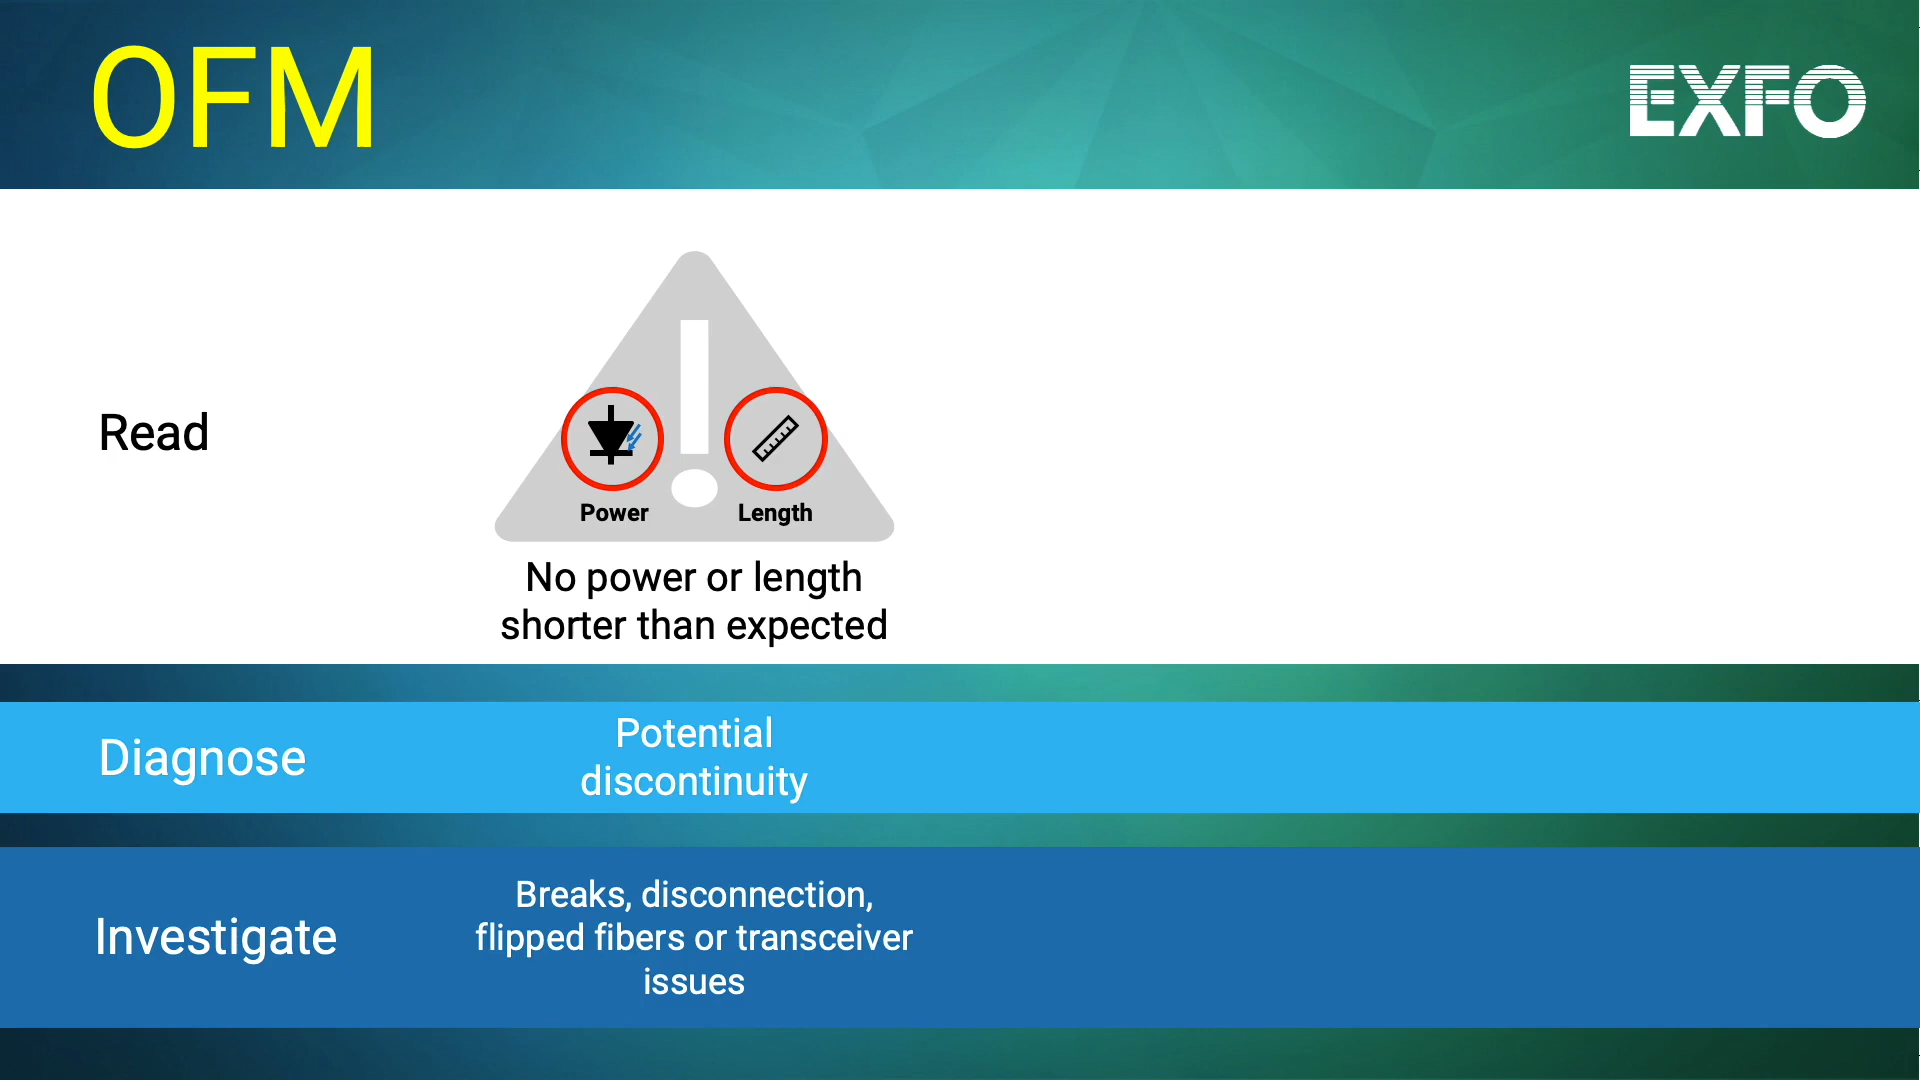 OFM
EXFO
Read
Power
Length
No power or length
shorter than expected
Diagnose
Potential
discontinuity
Investigate
Breaks, disconnection,
flipped fibers or transceiver
issues